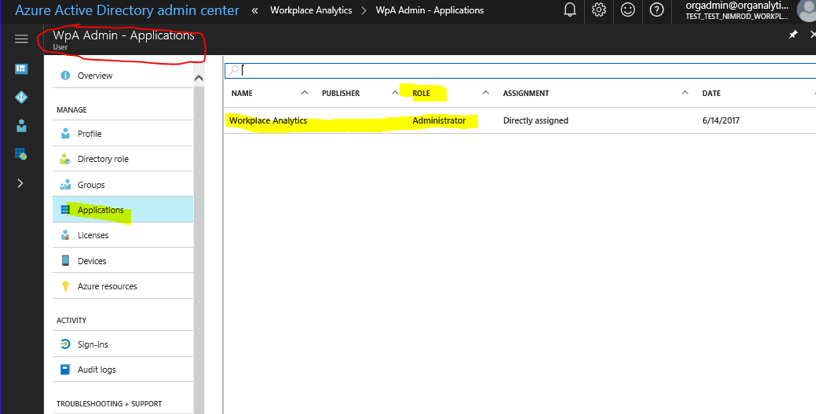 Azure Active Directory admin center « Workplace Analytics > WpA Admin - Applications
orgadmin@organalyti...
TEST_TEST_NIMROD_WORKPL...
WpA Admin - Applications
User
Overview
MANAGE
Profile
Directory role
Groups
Applications
Licenses
Devices
Azure resources
ACTIVITY
Sign-ins
Audit logs
TROUBLESHOOTING + SUPPORT
NAME PUBLISHER ROLE ASSIGNMENT DATE
Workplace Analytics Administrator Directly assigned 6/14/2017